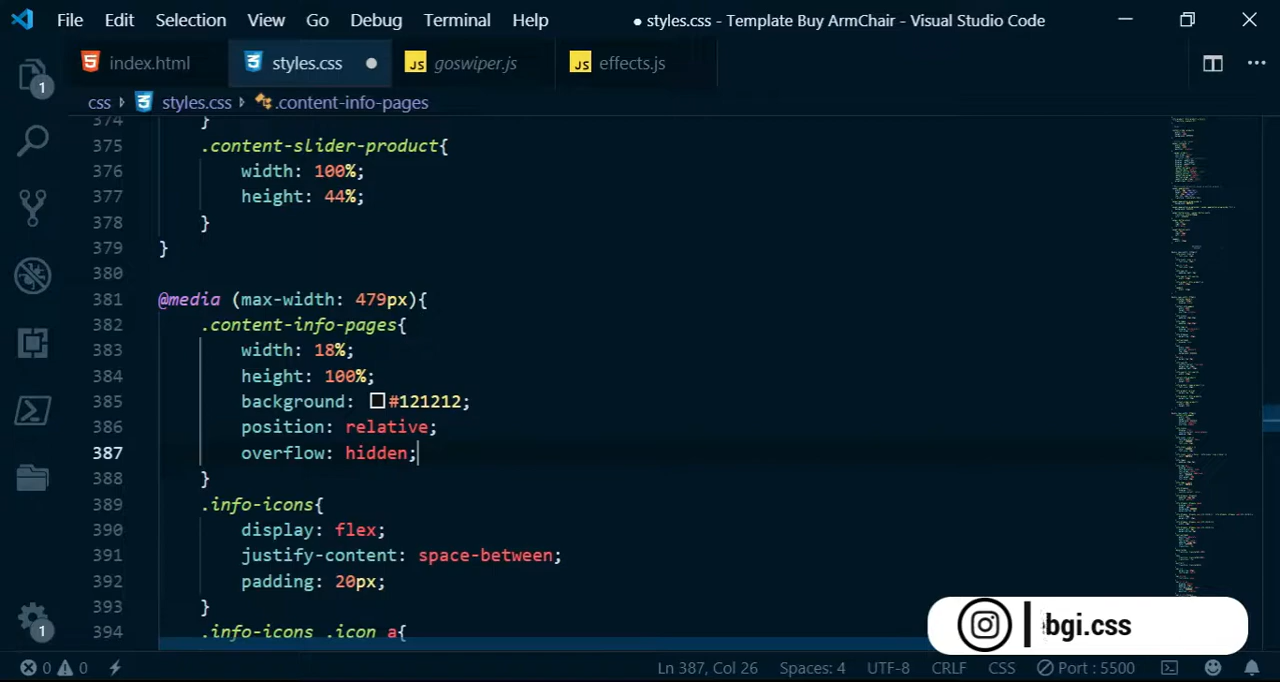 File Edit Selection View Go Debug Terminal Help ● styles.css - Template Buy ArmChair - Visual Studio Code
index.html styles.css ● JS goswiper.js JS effects.js ...
css styles.css .content-info-pages
374 }
375 .content-slider-product{
376 width: 100%;
377 height: 44%;
378 }
379 }
380
381 @media (max-width: 479px){
382 .content-info-pages{
383 width: 18%;
384 height: 100%;
385 background: #121212;
386 position: relative;
387 overflow: hidden;
388 }
389 .info-icons{
390 display: flex;
391 justify-content: space-between;
392 padding: 20px;
393 }
394 .info-icons .icon a{
1
1
bgi.css
0 0 Ln 387, Col 26 Spaces: 4 UTF-8 CRLF CSS Port : 5500